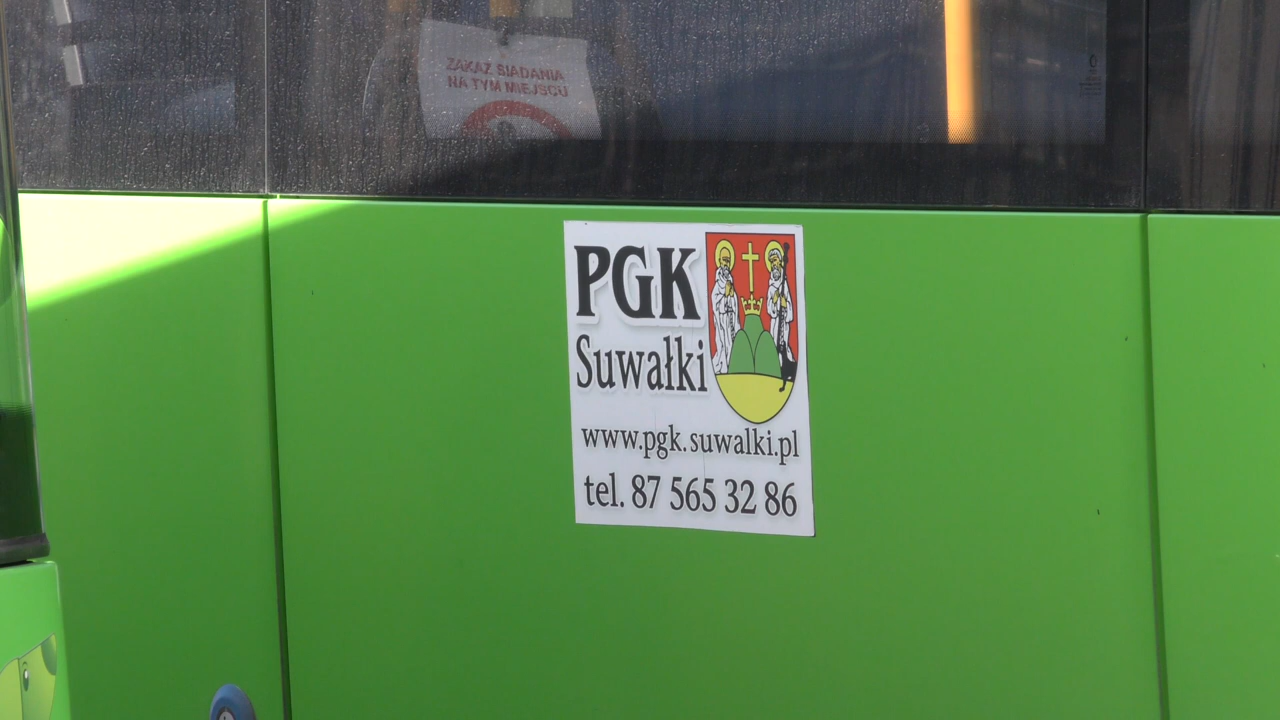 ZAKAZ SIADANIA
NA TYM MIEJSCU
PGK
Suwałki
www.pgk.suwalki.pl
tel. 87 565 32 86